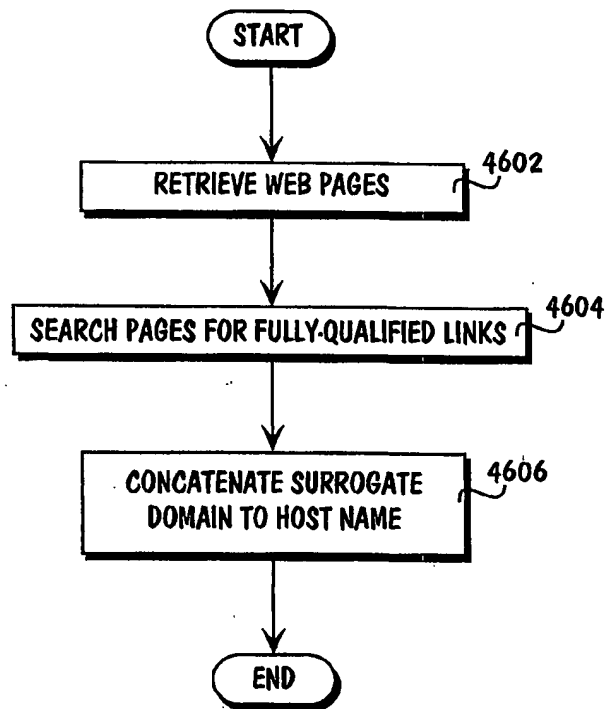 START
RETRIEVE WEB PAGES
4602
SEARCH PAGES FOR FULLY-QUALIFIED LINKS
4604
CONCATENATE SURROGATE
DOMAIN TO HOST NAME
4606
END